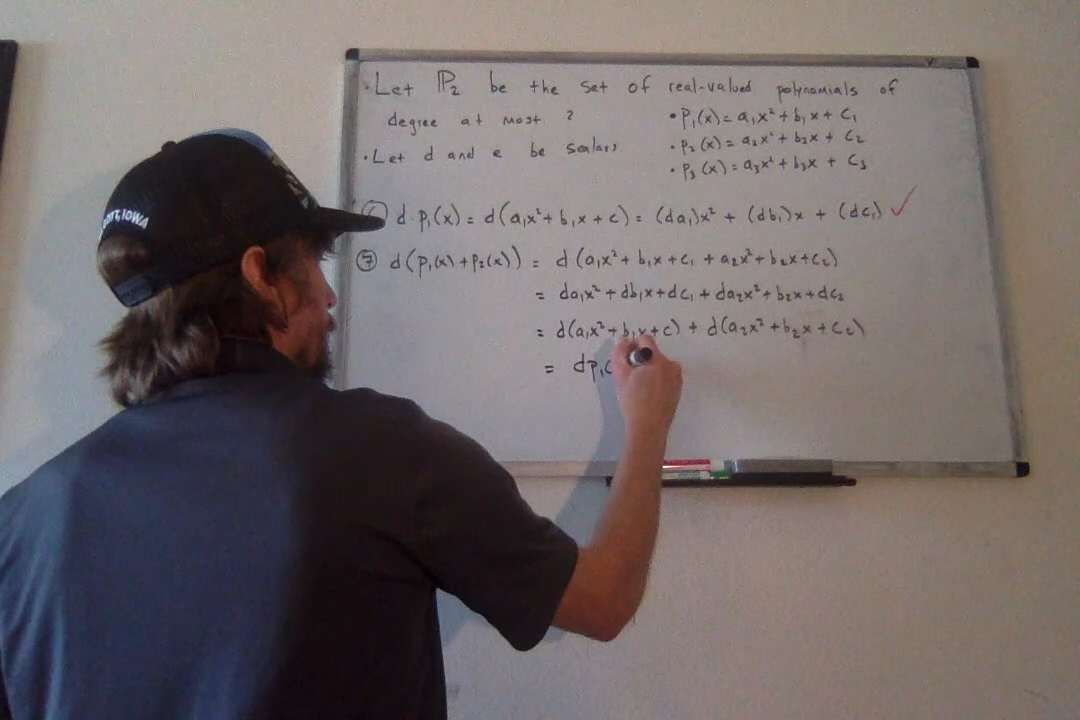 • Let ℙ₂ be the set of real-valued polynomials of
degree at most 2
• Let d and e be scalars
• p₁(x) = a₁x² + b₁x + c₁
• p₂(x) = a₂x² + b₂x + c₂
• p₃(x) = a₃x² + b₃x + c₃
d · p₁(x) = d(a₁x² + b₁x + c) = (da₁)x² + (db₁)x + (dc₁) ✓
⑦ d(p₁(x) + p₂(x)) = d(a₁x² + b₁x + c₁ + a₂x² + b₂x + c₂)
= da₁x² + db₁x + dc₁ + da₂x² + b₂x + dc₂
= d(a₁x² + b₁x + c) + d(a₂x² + b₂x + c₂)
= dp₁(
IOWA